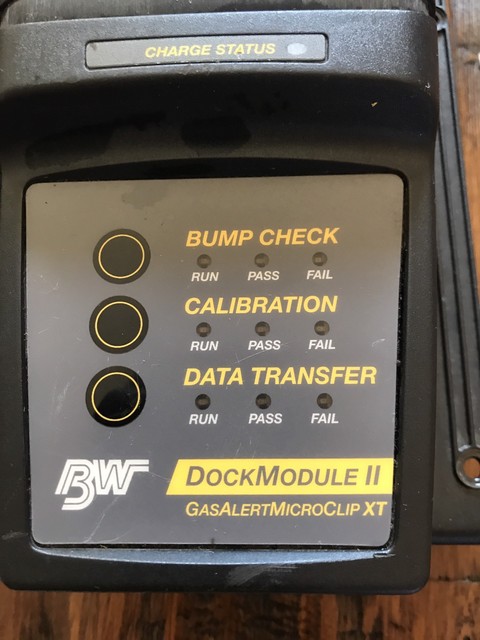 CHARGE STATUS
BUMP CHECK
RUN PASS FAIL
CALIBRATION
RUN PASS FAIL
DATA TRANSFER
RUN PASS FAIL
BW
DOCKMODULE II
GASALERTMICROCLIP XT